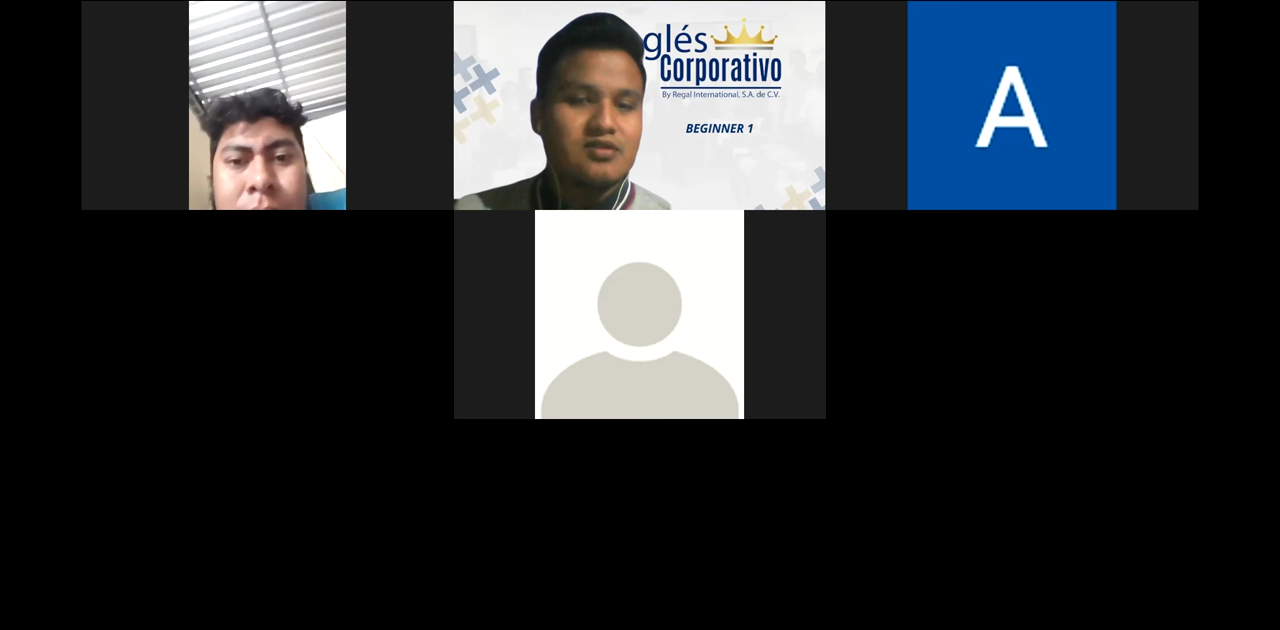 glés
Corporativo
By Regal International, S.A. de C.V.
BEGINNER 1
A